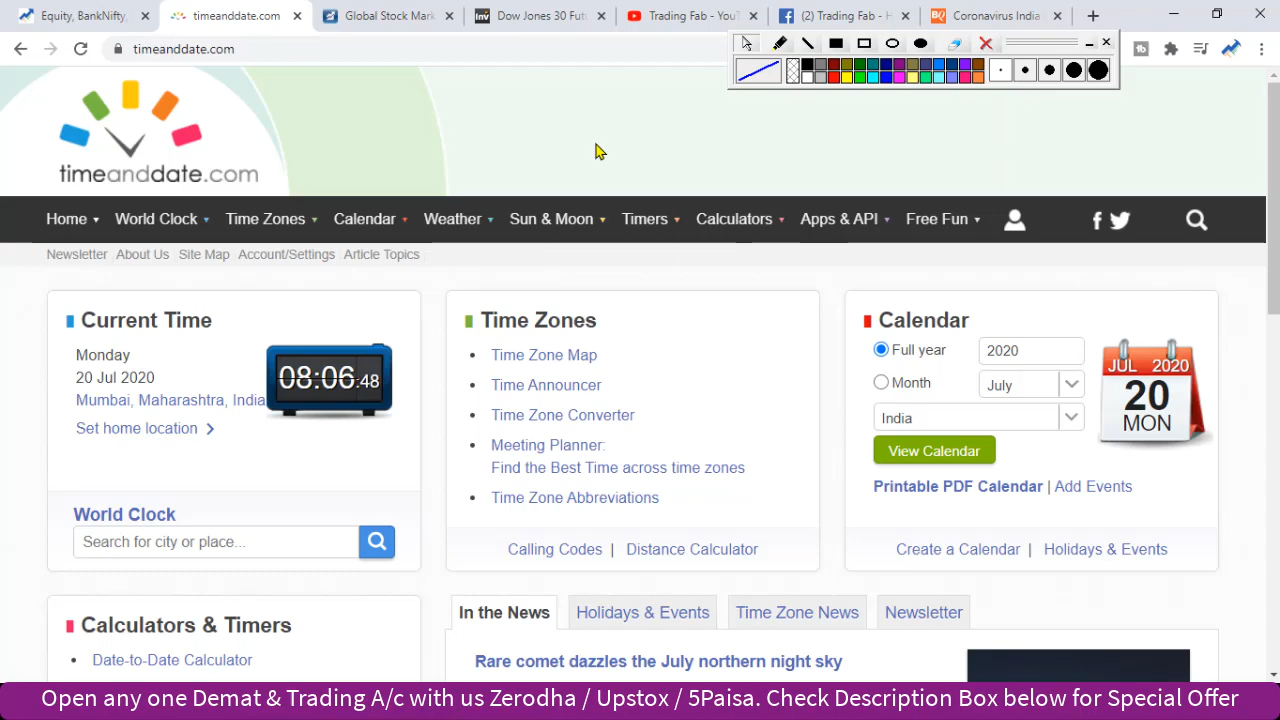 Equity, BankNifty,
timeanddate.com
Global Stock Mark
Inv
Dow Jones 30 Fut
Trading Fab - YouT
(2) Trading Fab - H
BQ
Coronavirus India
timeanddate.com
timeanddate.com
Home World Clock Time Zones Calendar Weather Sun & Moon Timers Calculators Apps & API Free Fun
Newsletter About Us Site Map Account/Settings Article Topics
Current Time
Monday
20 Jul 2020
Mumbai, Maharashtra, India
Set home location
08:06:48
World Clock
Search for city or place...
Time Zones
Time Zone Map
Time Announcer
Time Zone Converter
Meeting Planner:
Find the Best Time across time zones
Time Zone Abbreviations
Calling Codes | Distance Calculator
Calendar
Full year 2020
Month July
India
View Calendar
JUL 2020
20
MON
Printable PDF Calendar | Add Events
Create a Calendar | Holidays & Events
Calculators & Timers
Date-to-Date Calculator
In the News Holidays & Events Time Zone News Newsletter
Rare comet dazzles the July northern night sky
Open any one Demat & Trading A/c with us Zerodha / Upstox / 5Paisa. Check Description Box below for Special Offer